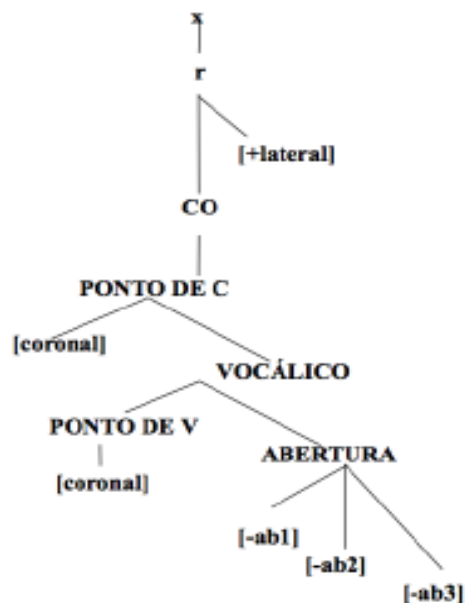 x
r
[+lateral]
CO
PONTO DE C
[coronal]
VOCÁLICO
PONTO DE V
ABERTURA
[coronal]
[-ab1]
[-ab2]
[-ab3]